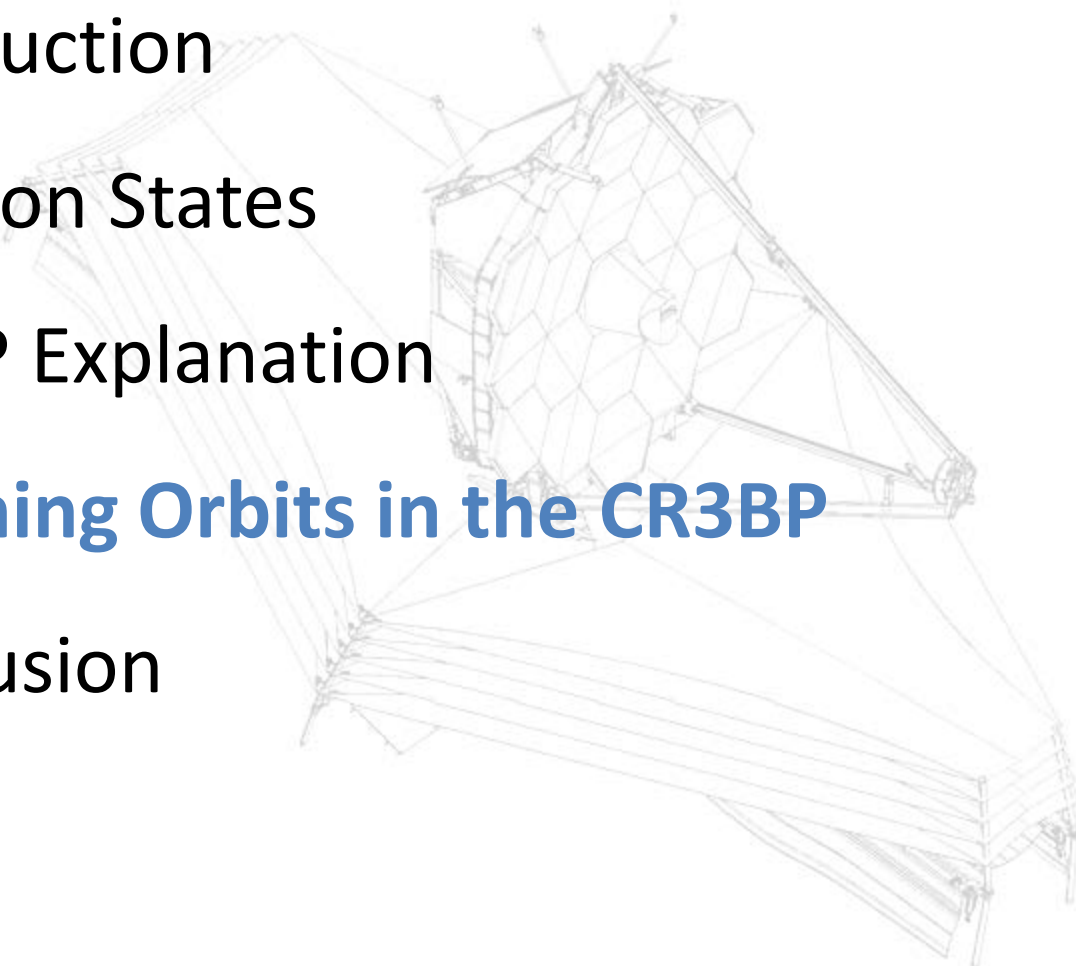 uction
on States
P Explanation
ning Orbits in the CR3BP
usion